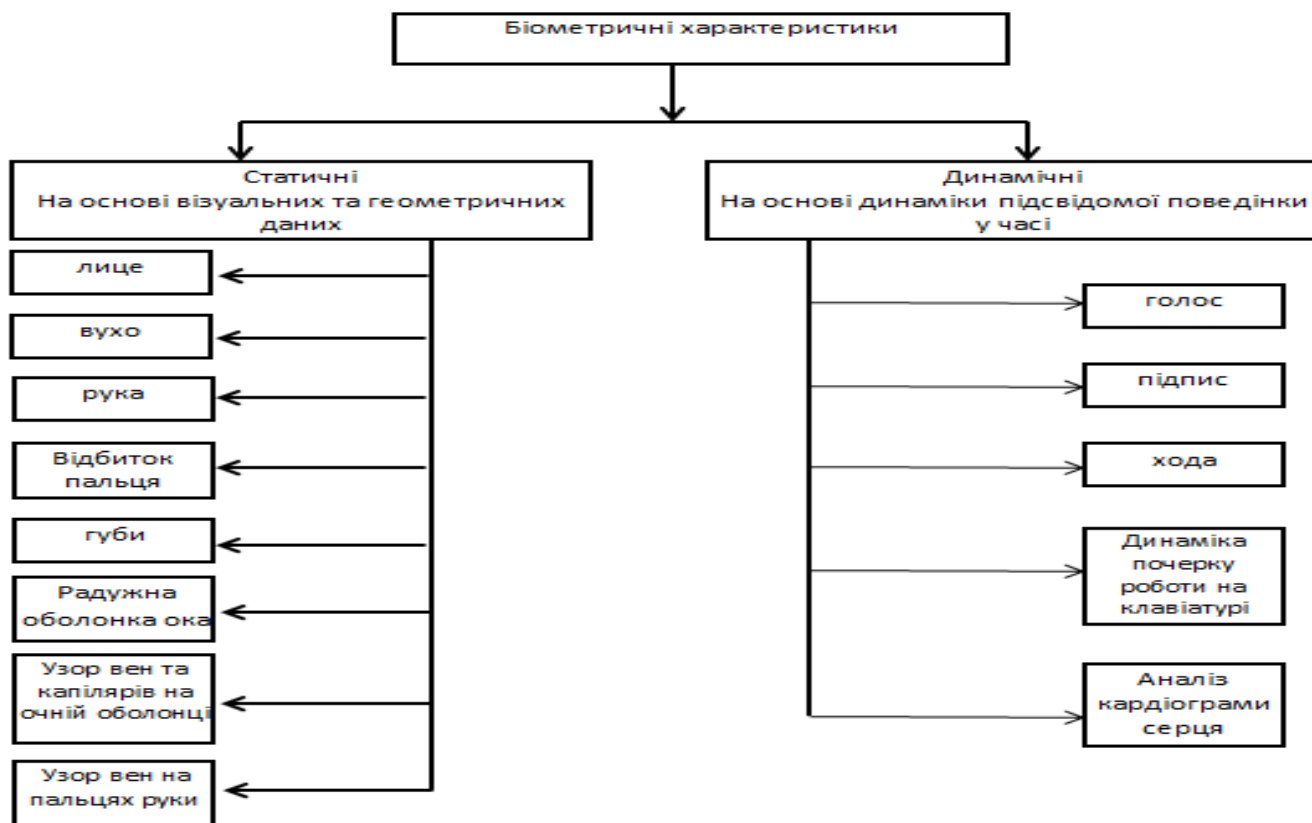 Біометричні характеристики
Статичні
На основі візуальних та геометричних
даних
лице
вухо
рука
Відбиток
пальця
губи
Радужна
оболонка ока
Узор вен та
капілярів на
очній оболонці
Узор вен на
пальцях руки
Динамічні
На основі динаміки підсвідомої поведінки
у часі
голос
підпис
хода
Динаміка
почерку
роботи на
клавіатурі
Аналіз
кардіограми
серця